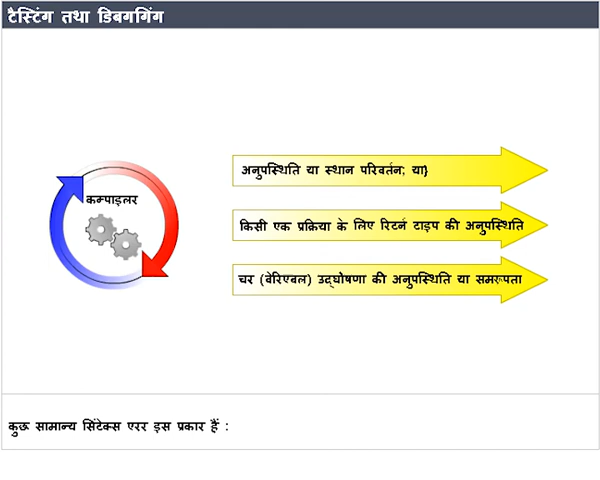 टैस्टिंग तथा डिबगगिंग
कम्पाइलर
अनुपस्थिति या स्थान परिवर्तन; या}
किसी एक प्रक्रिया के लिए रिटर्न टाइप की अनुपस्थिति
चर (वेरिएबल) उद्घोषणा की अनुपस्थिति या समरूपता
कुछ सामान्य सिंटेक्स एरर इस प्रकार हैं :